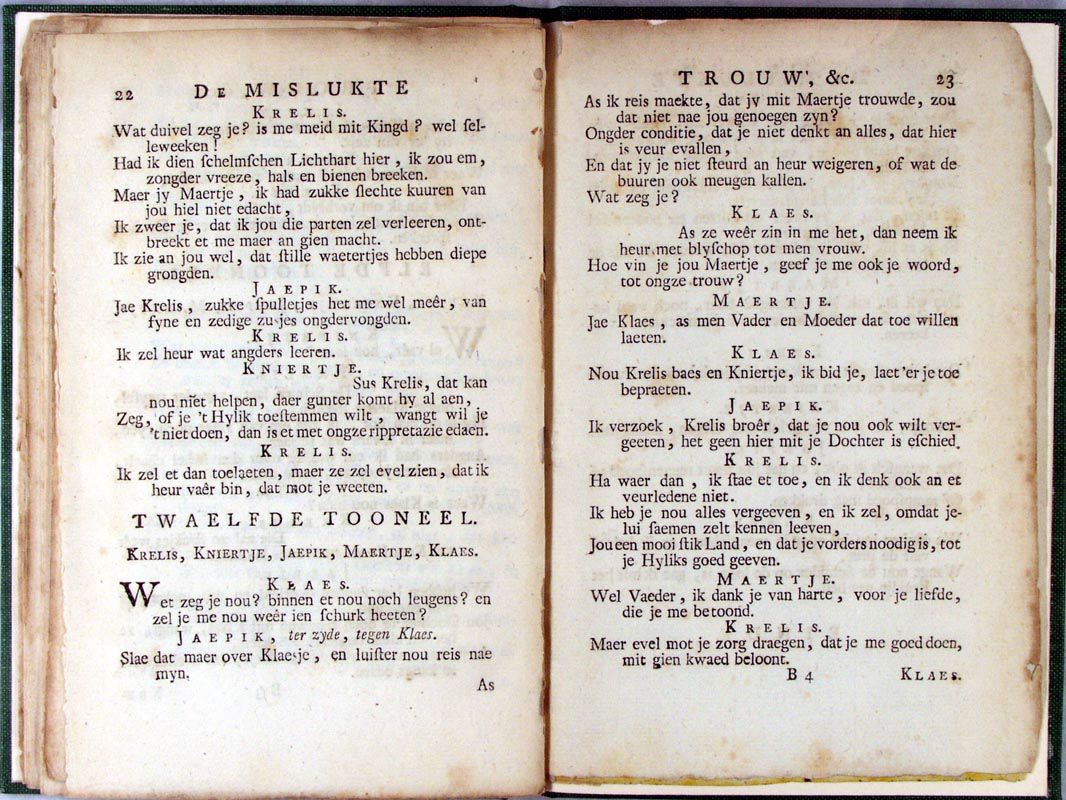 22 DE MISLUKTE
KRELIS.
Wat duivel zeg je? is me meid mit Kingd? wel ſel-
leweeken!
Had ik dien ſchelmſchen Lichthart hier, ik zou em,
zongder vreeze, hals en bienen breeken.
Maer jy Maertje, ik had zukke ſlechte kuuren van
jou hiel niet edacht,
Ik zweer je, dat ik jou die parten zel verleeren, ont-
breekt et me maer an gien macht.
Ik zie an jou wel, dat ſtille waetertjes hebben diepe
grongden.
JAEPIK.
Jae Krelis, zukke ſpulletjes het me wel meêr, van
fyne en zedige zusjes ongdervongden.
KRELIS.
Ik zel heur wat angders leeren.
KNIERTJE.
Sus Krelis, dat kan
nou niet helpen, daer gunter komt hy al aen,
Zeg, of je 't Hylik toeſtemmen wilt, wangt wil je
't niet doen, dan is et met ongze rippretazie edaen.
KRELIS.
Ik zel et dan toelaeten, maer ze zel evel zien, dat ik
heur vaêr bin, dat mot je weeten.
TWAELFDE TOONEEL.
KRELIS, KNIERTJE, JAEPIK, MAERTJE, KLAES.
KLAES.
Wet zeg je nou? binnen et nou noch leugens? en
zel je me nou weêr ien ſchurk heeten?
JAEPIK, ter zyde, tegen Klaes.
Slae dat maer over Klaesje, en luiſter nou reis nae
myn.
As
TROUW, &c. 23
As ik reis maekte, dat jy mit Maertje trouwde, zou
dat niet nae jou genoegen zyn?
Ongder conditie, dat je niet denkt an alles, dat hier
is veur evallen,
En dat jy je niet ſteurd an heur weigeren, of wat de
buuren ook meugen kallen.
Wat zeg je?
KLAES.
As ze weêr zin in me het, dan neem ik
heur met blyſchop tot men vrouw.
Hoe vin je jou Maertje, geef je me ook je woord,
tot ongze trouw?
MAERTJE.
Jae Klaes, as men Vader en Moeder dat toe willen
laeten.
KLAES.
Nou Krelis baes en Kniertje, ik bid je, laet 'er je toe
bepraeten.
JAEPIK.
Ik verzoek, Krelis broêr, dat je nou ook wilt ver-
geeten, het geen hier mit je Dochter is eſchied.
KRELIS.
Ha waer dan, ik ſtae et toe, en ik denk ook an et
veurledene niet.
Ik heb je nou alles vergeeven, en ik zel, omdat je-
lui ſaemen zelt kennen leeven,
Jou een mooi ſtik Land, en dat je vorders noodig is, tot
je Hyliks goed geeven.
MAERTJE.
Wel Vaeder, ik dank je van harte, voor je liefde,
die je me betoond.
KRELIS.
Maer evel mot je zorg draegen, dat je me goed doen,
mit gien kwaed beloont.
B 4 KLAES.